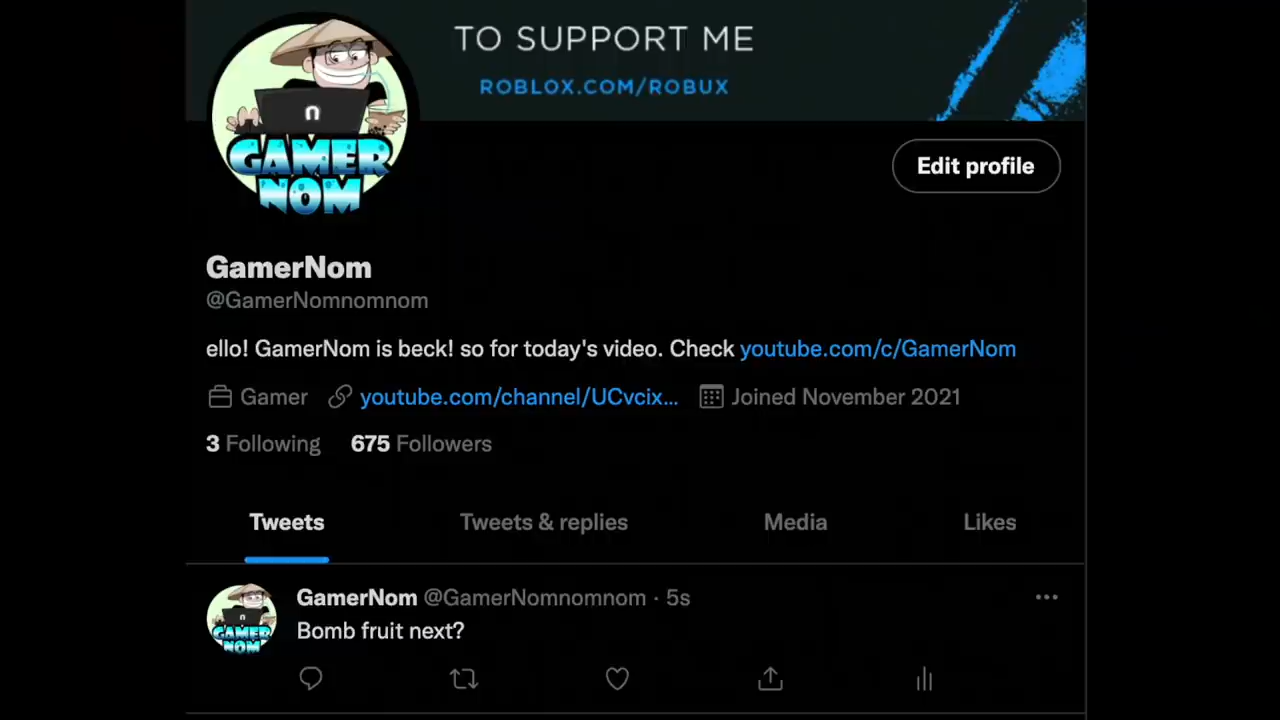 TO SUPPORT ME
ROBLOX.COM/ROBUX
n
GAMER
NOM
Edit profile
GamerNom
@GamerNomnomnom
ello! GamerNom is beck! so for today's video. Check youtube.com/c/GamerNom
Gamer youtube.com/channel/UCvcix... Joined November 2021
3 Following 675 Followers
Tweets Tweets & replies Media Likes
GamerNom @GamerNomnomnom · 5s
GAMER
NOM
Bomb fruit next?